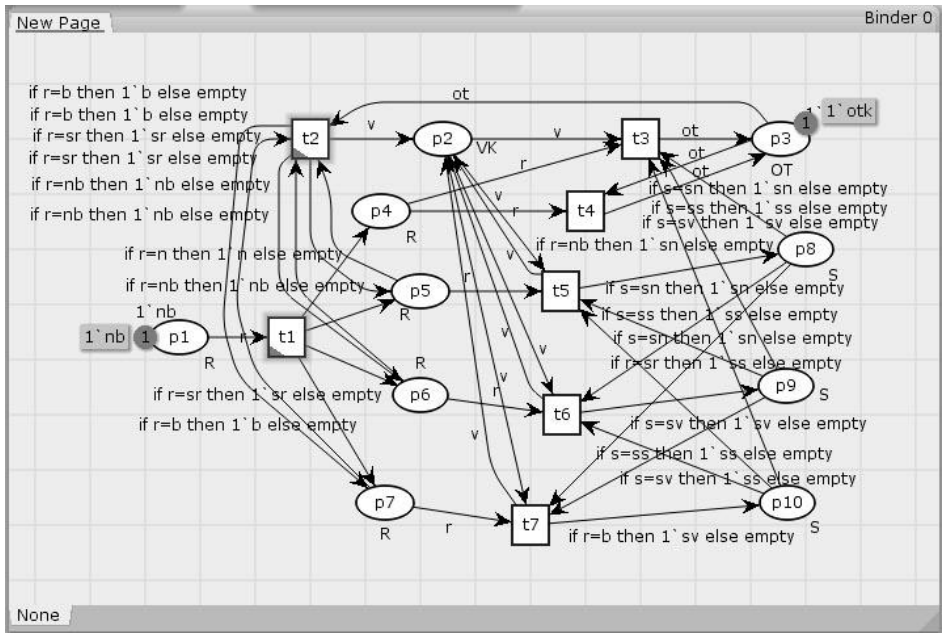 New Page
Binder 0
if r=b then 1`b else empty
if r=b then 1`b else empty
if r=sr then 1`sr else empty
if r=sr then 1`sr else empty
if r=nb then 1`nb else empty
if r=nb then 1`nb else empty
ot
1`otk
1
t2
v
p2
VK
v
t3
ot
p3
OT
ot
ot
r
p4
R
r
t4
v
v
if s=sn then 1`sn else empty
if s=ss then 1`ss else empty
if s=sv then 1`sv else empty
if r=nb then 1`sn else empty
p8
S
if r=n then 1`n else empty
if r=nb then 1`nb else empty
p5
R
r
t5
if s=sn then 1`sn else empty
if s=ss then 1`ss else empty
if s=sn then 1`sn else empty
if r=sr then 1`ss else empty
1`nb
1`nb
1
p1
R
r
t1
v
v
v
R
p6
r
t6
p9
S
if r=sr then 1`sr else empty
if r=b then 1`b else empty
v
if s=sv then 1`sv else empty
if s=ss then 1`ss else empty
if s=sv then 1`sv else empty
p7
R
r
t7
p10
S
if r=b then 1`sv else empty
None